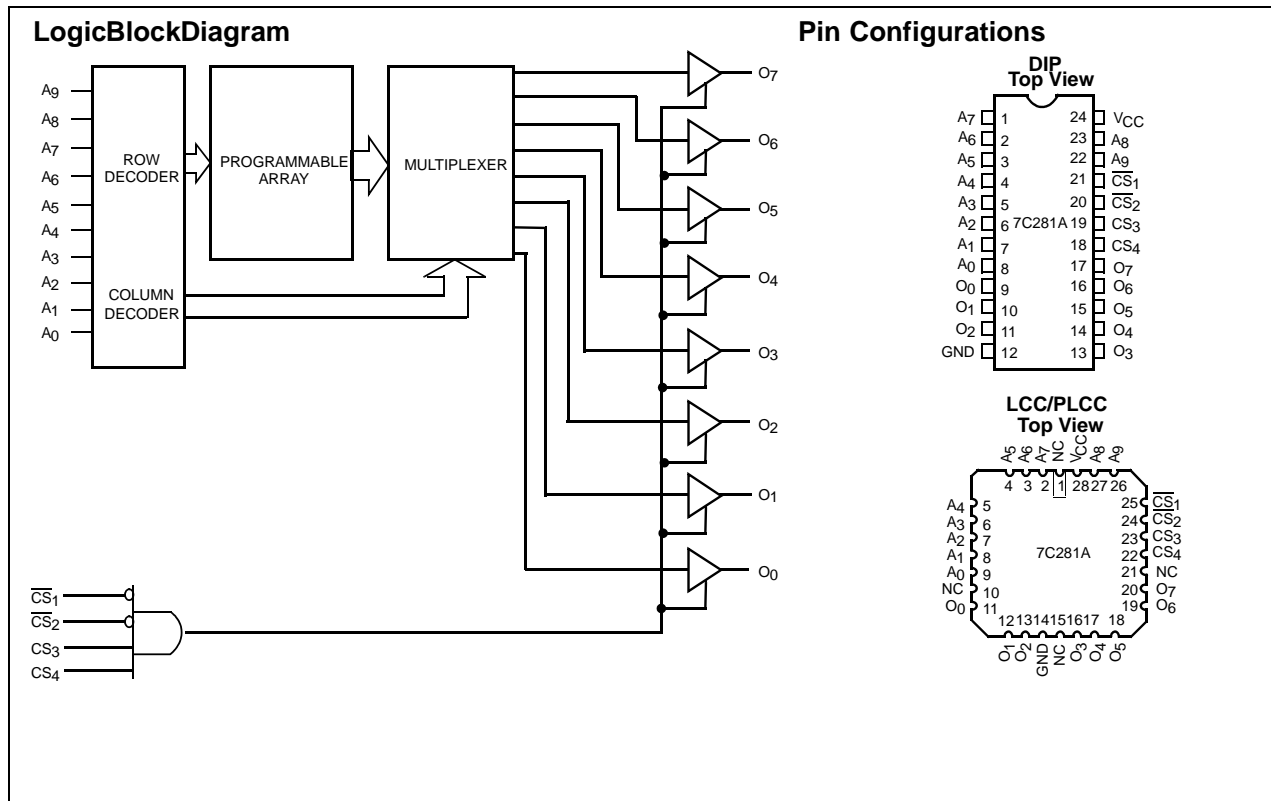 LogicBlockDiagram
A9
A8
A7
A6
A5
A4
A3
A2
A1
A0
ROW
DECODER
COLUMN
DECODER
PROGRAMMABLE
ARRAY
MULTIPLEXER
O7
O6
O5
O4
O3
O2
O1
O0
C̅S̅1
C̅S̅2
CS3
CS4
Pin Configurations
DIP
Top View
A7 1 24 VCC
A6 2 23 A8
A5 3 22 A9
A4 4 21 C̅S̅1
A3 5 20 C̅S̅2
A2 6 7C281A 19 CS3
A1 7 18 CS4
A0 8 17 O7
O0 9 16 O6
O1 10 15 O5
O2 11 14 O4
GND 12 13 O3
LCC/PLCC
Top View
A5 A6 A7 NC VCC A8 A9
4 3 2 1 28 27 26
A4 5 25 C̅S̅1
A3 6 24 C̅S̅2
A2 7 23 CS3
A1 8 7C281A 22 CS4
A0 9 21 NC
NC 10 20 O7
O0 11 19 O6
12 13 14 15 16 17 18
O1 O2 GND NC O3 O4 O5